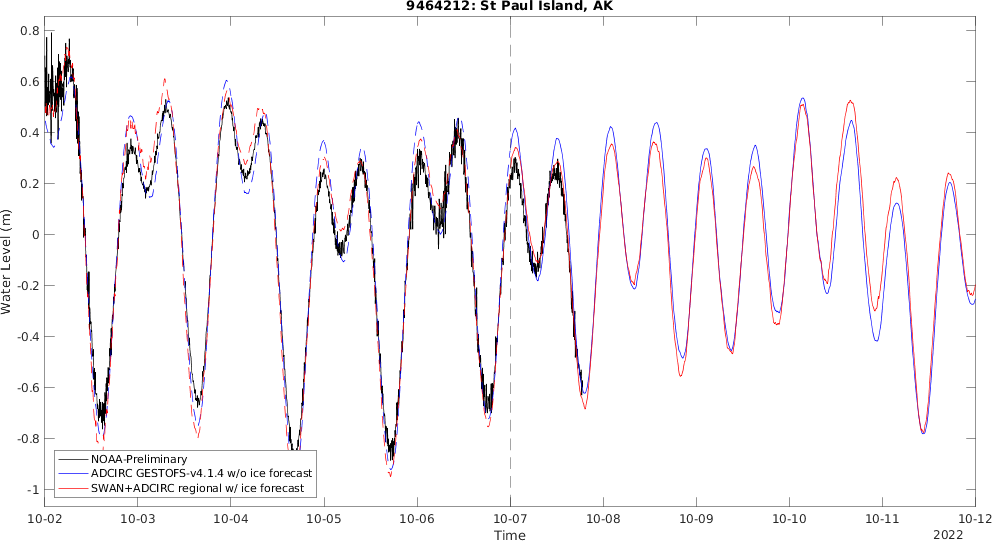 9464212: St Paul Island, AK
Water Level (m)
0.8
0.6
0.4
0.2
0
-0.2
-0.4
-0.6
-0.8
-1
NOAA-Preliminary
ADCIRC GESTOFS-v4.1.4 w/o ice forecast
SWAN+ADCIRC regional w/ ice forecast
10-02 10-03 10-04 10-05 10-06 10-07 10-08 10-09 10-10 10-11 10-12
Time
2022